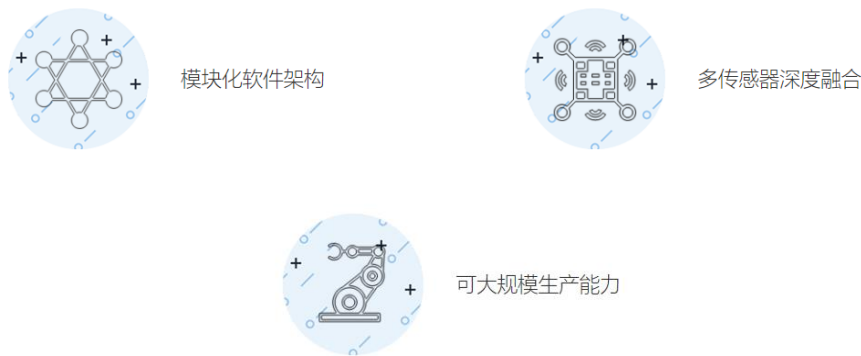 模块化软件架构
多传感器深度融合
可大规模生产能力